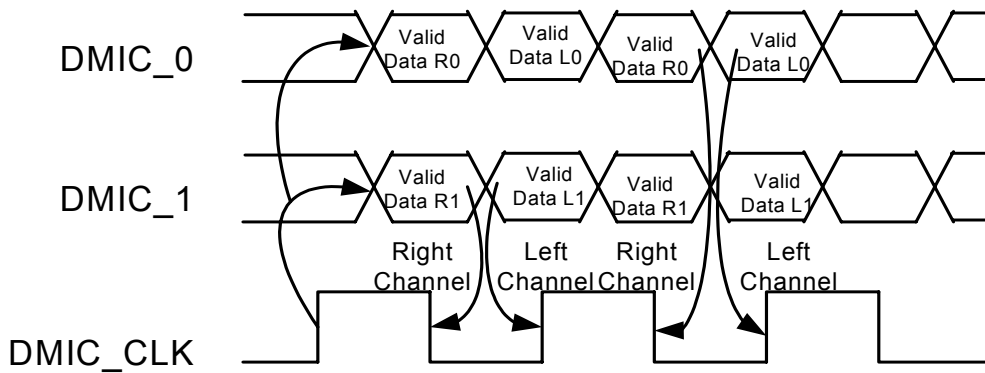 DMIC_0
Valid
Data R0
Valid
Data L0
Valid
Data R0
Valid
Data L0
DMIC_1
Valid
Data R1
Valid
Data L1
Valid
Data R1
Valid
Data L1
Right
Channel
Left
Channel
Right
Channel
Left
Channel
DMIC_CLK